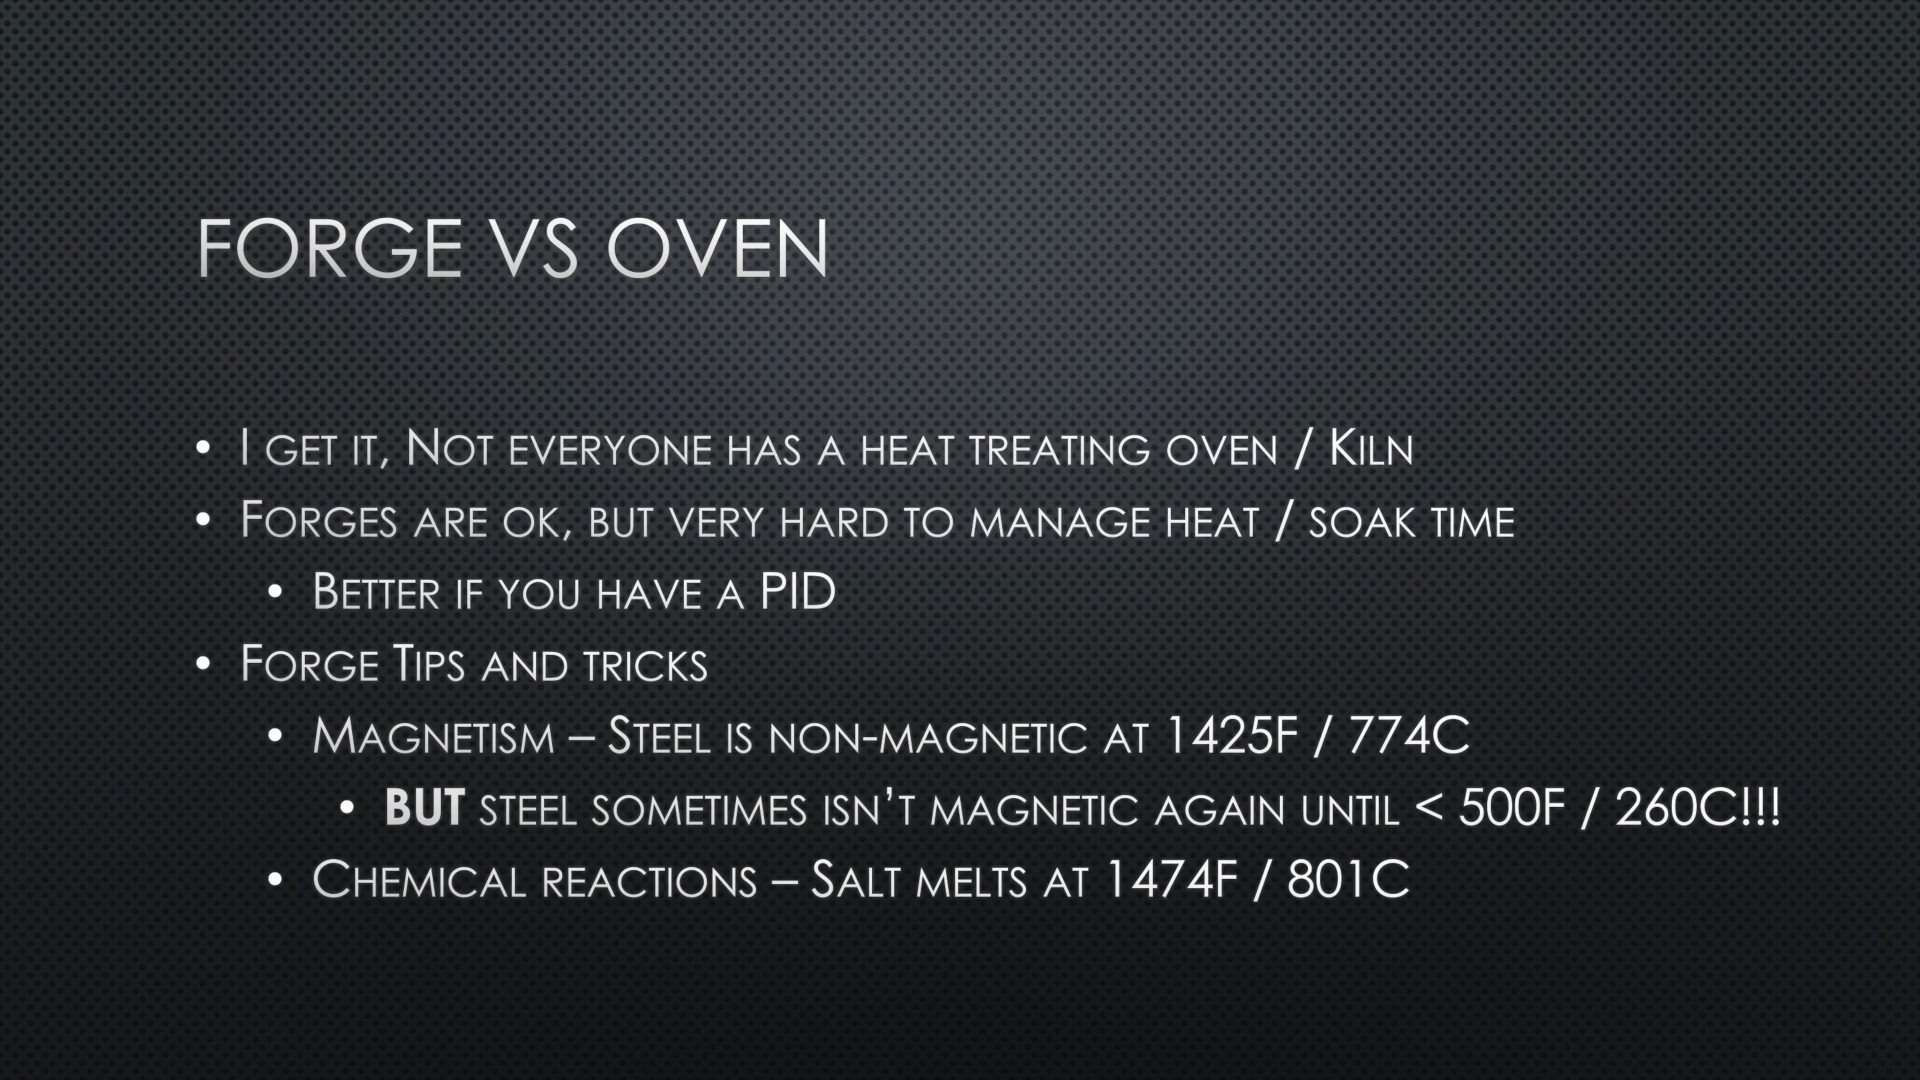 FORGE VS OVEN
• I get it, Not everyone has a heat treating oven / Kiln
• Forges are ok, but very hard to manage heat / soak time
• Better if you have a PID
• Forge Tips and tricks
• Magnetism – Steel is non-magnetic at 1425F / 774C
• BUT steel sometimes isn’t magnetic again until < 500F / 260C!!!
• Chemical reactions – Salt melts at 1474F / 801C